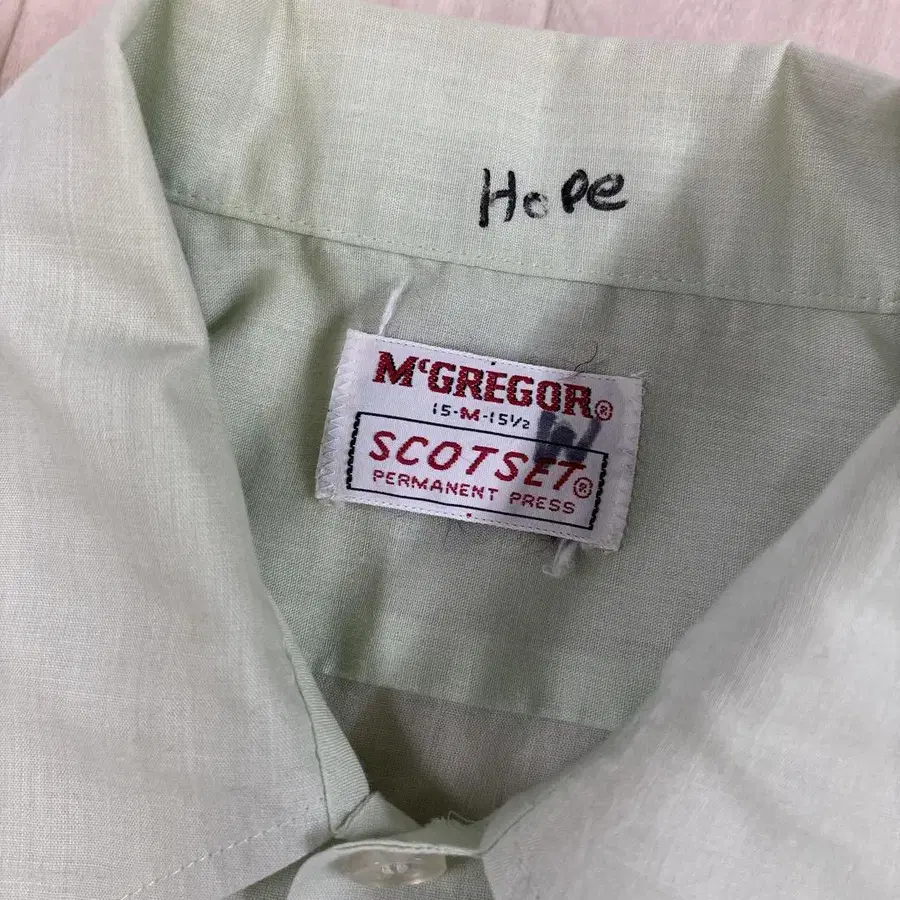 Hope
McGREGOR®
15-M-15½
W
SCOTSET®
PERMANENT PRESS